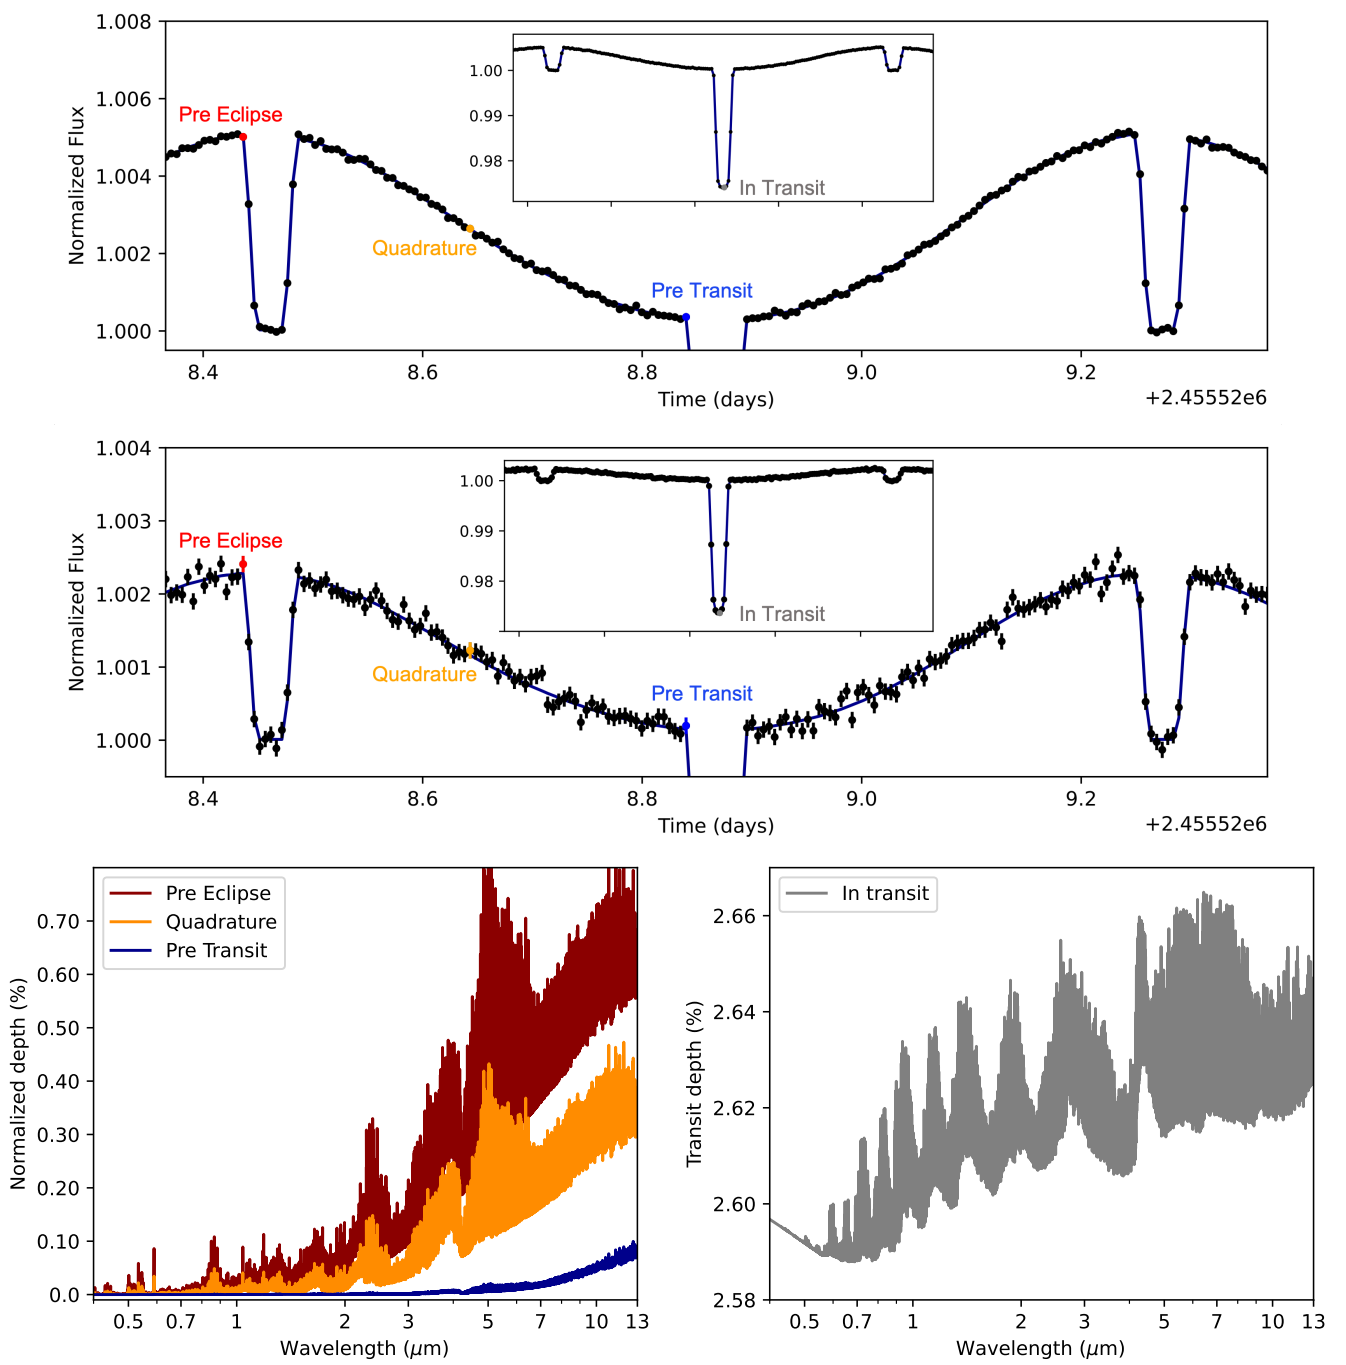 1.008
1.006
1.004
1.002
1.000
Normalized Flux
Pre Eclipse
Quadrature
Pre Transit
1.00
0.99
0.98
In Transit
8.4 8.6 8.8 9.0 9.2
Time (days)
+2.45552e6
1.004
1.003
1.002
1.001
1.000
Normalized Flux
Pre Eclipse
Quadrature
Pre Transit
1.00
0.99
0.98
In Transit
8.4 8.6 8.8 9.0 9.2
Time (days)
+2.45552e6
Pre Eclipse
Quadrature
Pre Transit
0.70
0.60
0.50
0.40
0.30
0.20
0.10
0.0
Normalized depth (%)
0.5 0.7 1 2 3 5 7 10 13
Wavelength (μm)
In transit
2.66
2.64
2.62
2.60
2.58
Transit depth (%)
0.5 0.7 1 2 3 5 7 10 13
Wavelength (μm)